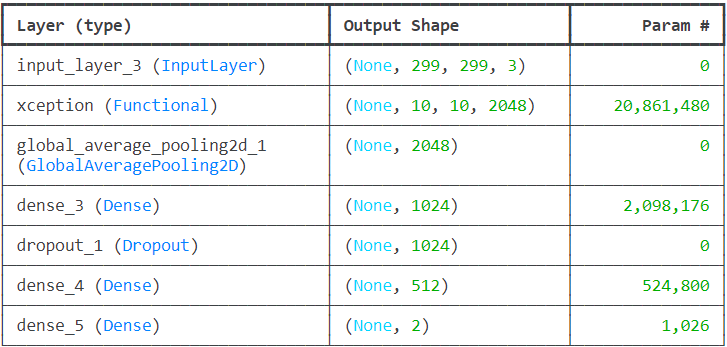 Layer (type) Output Shape Param #
input_layer_3 (InputLayer) (None, 299, 299, 3) 0
xception (Functional) (None, 10, 10, 2048) 20,861,480
global_average_pooling2d_1 (None, 2048) 0
(GlobalAveragePooling2D)
dense_3 (Dense) (None, 1024) 2,098,176
dropout_1 (Dropout) (None, 1024) 0
dense_4 (Dense) (None, 512) 524,800
dense_5 (Dense) (None, 2) 1,026